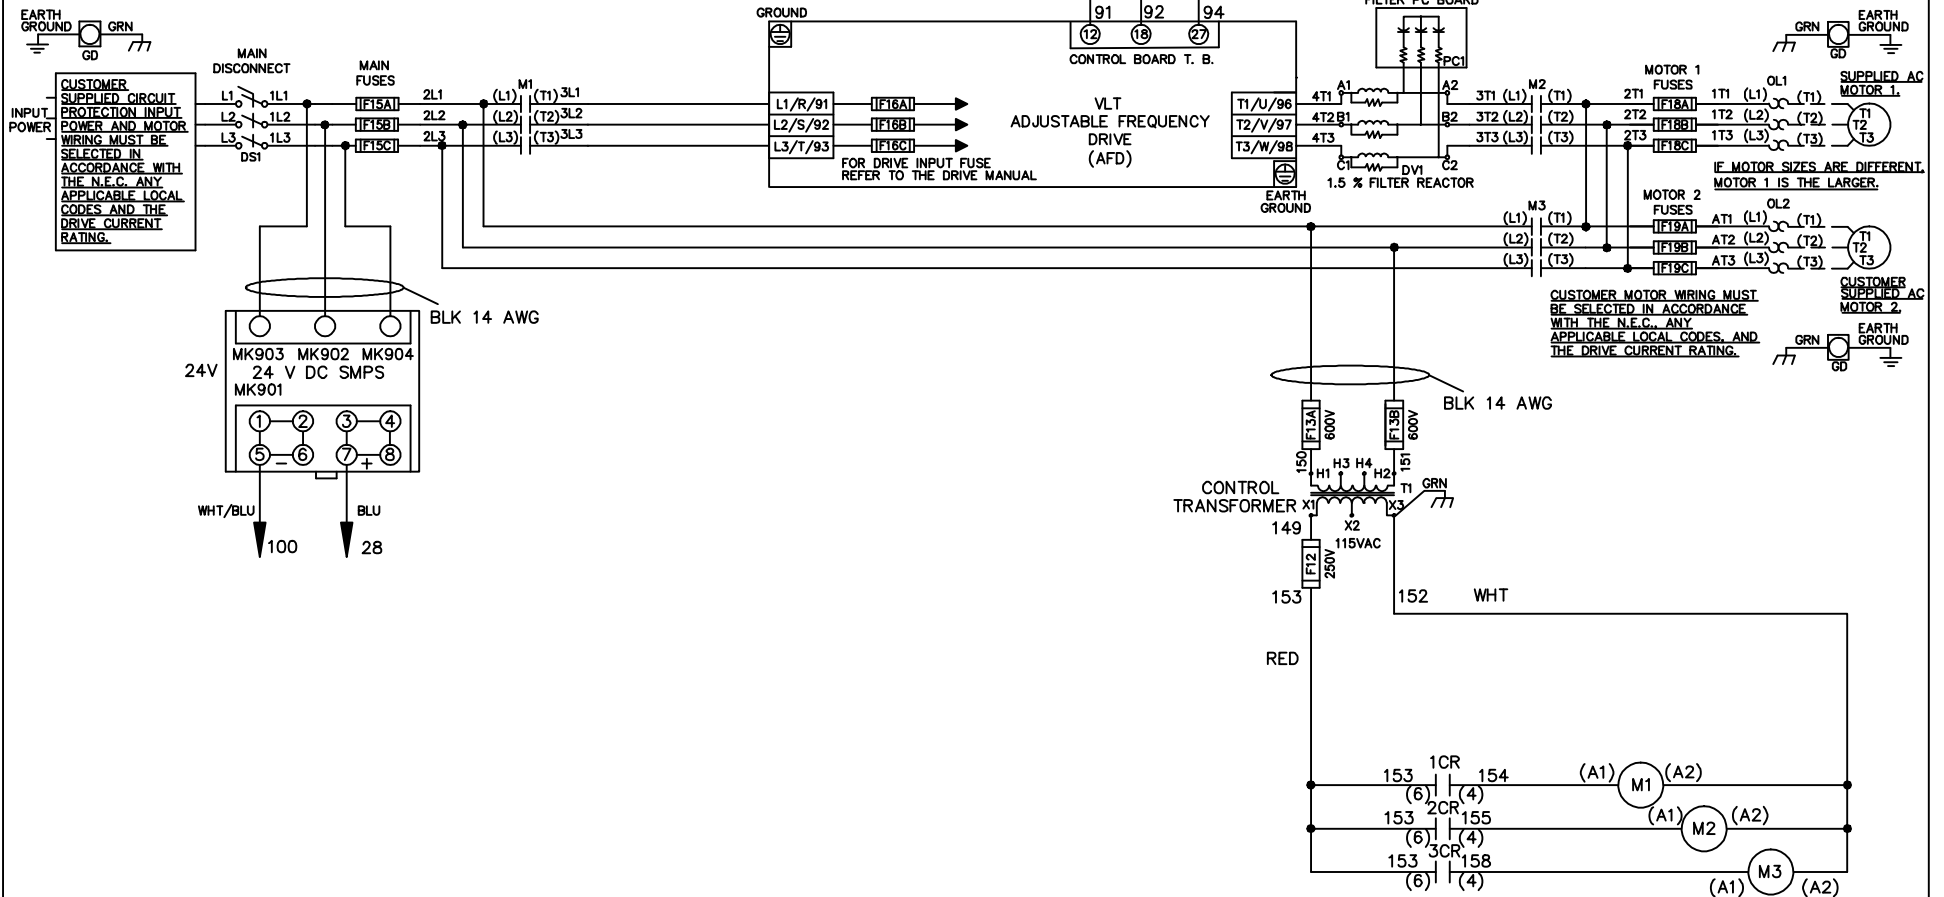 EARTH
GROUND
GRN
GD
GROUND
91 92 94
12 18 27
CONTROL BOARD T. B.
FILTER PC BOARD
PC1
GRN
EARTH
GROUND
GD
INPUT
POWER
CUSTOMER
SUPPLIED CIRCUIT
PROTECTION INPUT
POWER AND MOTOR
WIRING MUST BE
SELECTED IN
ACCORDANCE WITH
THE N.E.C. ANY
APPLICABLE LOCAL
CODES AND THE
DRIVE CURRENT
RATING.
MAIN
DISCONNECT
L1 1L1
L2 1L2
L3 1L3
DS1
MAIN
FUSES
F15A 2L1
F15B 2L2
F15C 2L3
M1
(L1) (T1) 3L1
(L2) (T2) 3L2
(L3) (T3) 3L3
L1/R/91 F16A
L2/S/92 F16B
L3/T/93 F16C
FOR DRIVE INPUT FUSE
REFER TO THE DRIVE MANUAL
VLT
ADJUSTABLE FREQUENCY
DRIVE
(AFD)
T1/U/96
T2/V/97
T3/W/98
EARTH
GROUND
4T1 A1 A2
4T2 B1 B2
4T3
C1 C2
DV1
1.5 % FILTER REACTOR
M2
3T1 (L1) (T1)
3T2 (L2) (T2)
3T3 (L3) (T3)
MOTOR 1
FUSES
2T1 F18A 1T1 (L1) (T1)
2T2 F18B 1T2 (L2) (T2)
2T3 F18C 1T3 (L3) (T3)
OL1
SUPPLIED AC
MOTOR 1.
T1
T2
T3
IF MOTOR SIZES ARE DIFFERENT,
MOTOR 1 IS THE LARGER.
M3
(L1) (T1)
(L2) (T2)
(L3) (T3)
MOTOR 2
FUSES
F19A AT1 (L1) (T1)
F19B AT2 (L2) (T2)
F19C AT3 (L3) (T3)
OL2
T1
T2
T3
CUSTOMER
SUPPLIED AC
MOTOR 2.
CUSTOMER MOTOR WIRING MUST
BE SELECTED IN ACCORDANCE
WITH THE N.E.C., ANY
APPLICABLE LOCAL CODES, AND
THE DRIVE CURRENT RATING.
GRN
EARTH
GROUND
GD
BLK 14 AWG
MK903 MK902 MK904
24V
24 V DC SMPS
MK901
1 2 3 4
5 6 7 8
− +
WHT/BLU
BLU
100
28
BLK 14 AWG
F13A
600V
F13B
600V
150
151
H1 H3 H4 H2
T1
GRN
CONTROL
TRANSFORMER
X1 X3
X2
149
115VAC
F12
250V
153
152
WHT
RED
1CR
153 154
(6) (4)
(A1) M1 (A2)
2CR
153 155
(6) (4)
(A1) M2 (A2)
3CR
153 158
(6) (4)
(A1) M3 (A2)